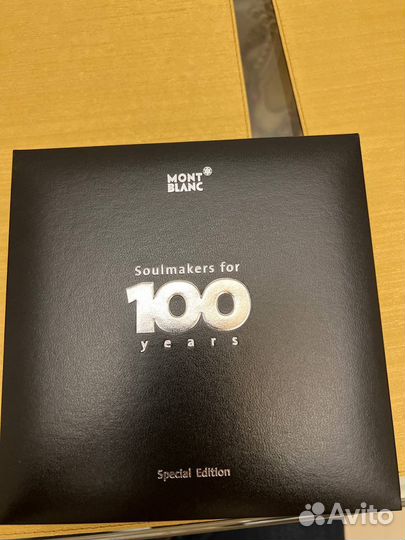 MONT
BLANC
Soulmakers for
100
years
Special Edition
Avito